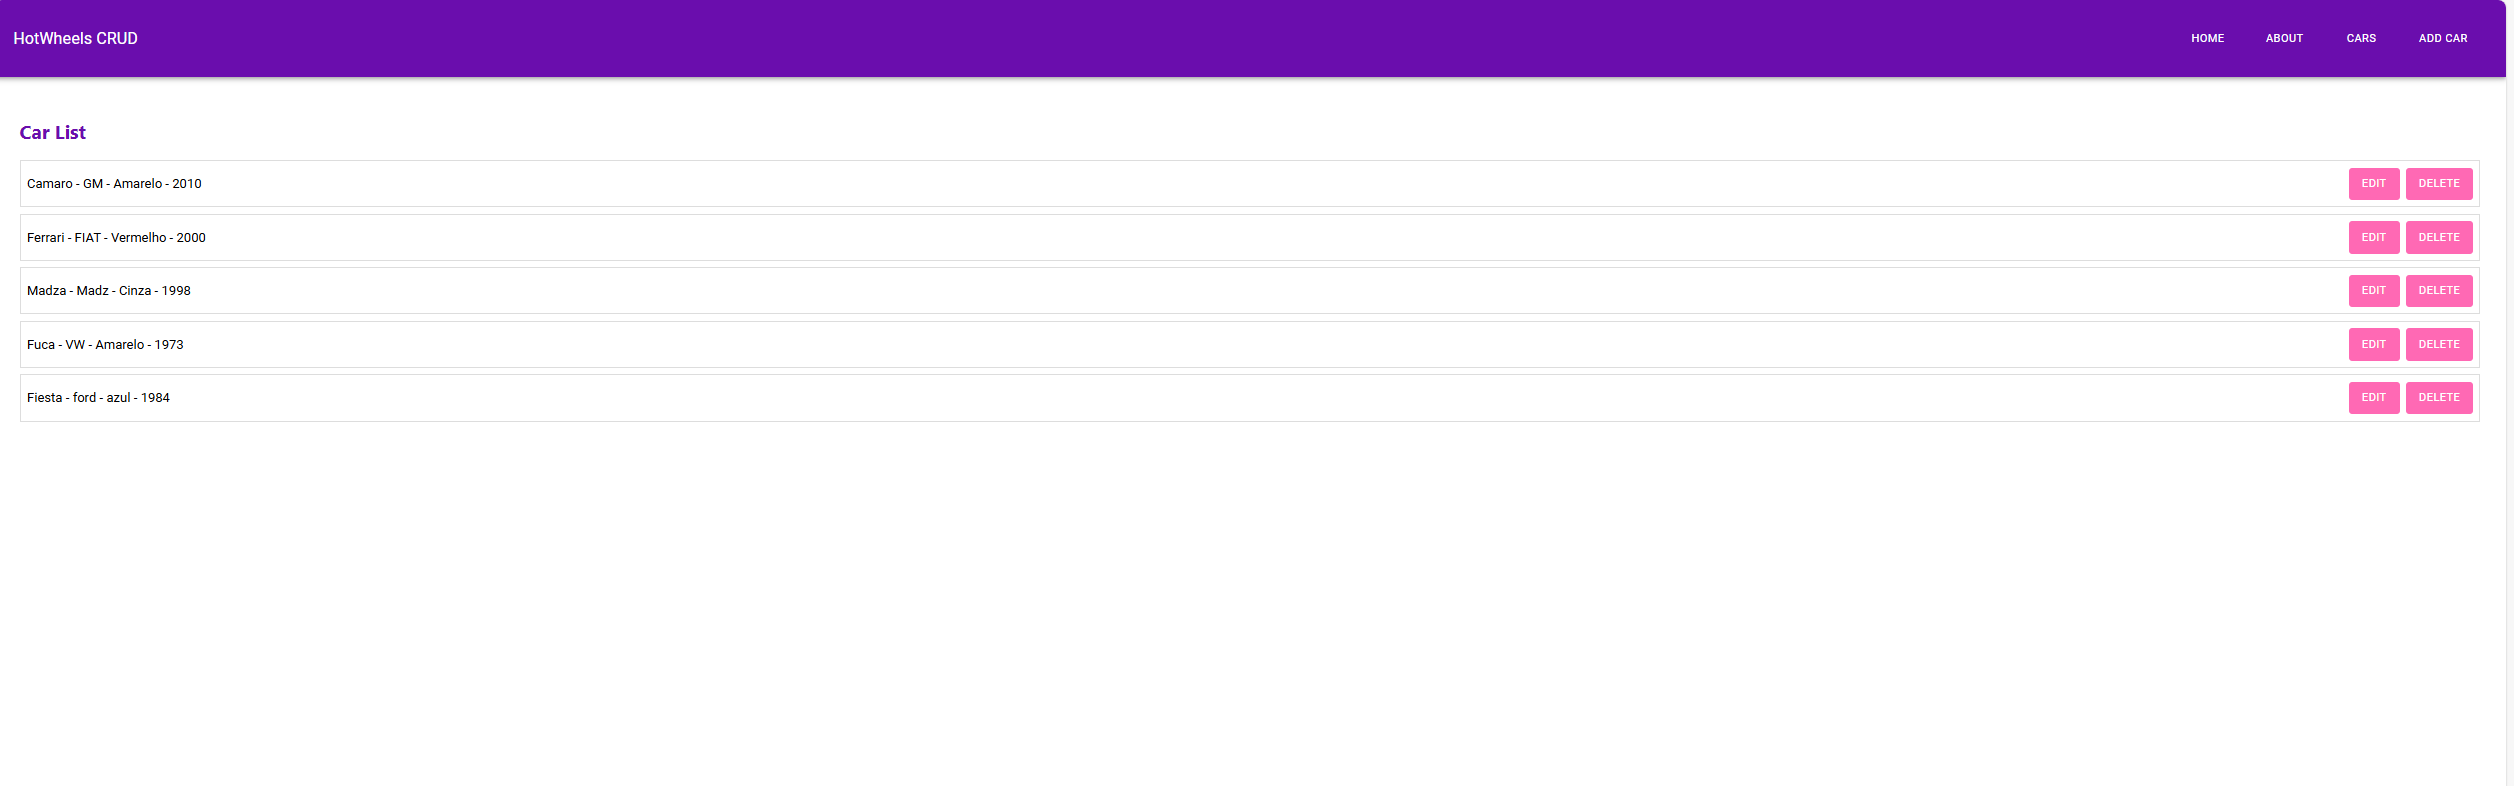 HotWheels CRUD HOME ABOUT CARS ADD CAR
Car List
Camaro - GM - Amarelo - 2010 EDIT DELETE
Ferrari - FIAT - Vermelho - 2000 EDIT DELETE
Madza - Madz - Cinza - 1998 EDIT DELETE
Fuca - VW - Amarelo - 1973 EDIT DELETE
Fiesta - ford - azul - 1984 EDIT DELETE